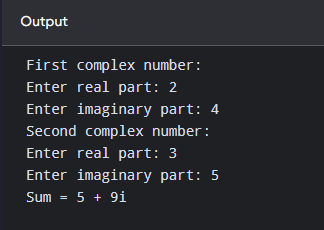 Output
First complex number:
Enter real part: 2
Enter imaginary part: 4
Second complex number:
Enter real part: 3
Enter imaginary part: 5
Sum = 5 + 9i